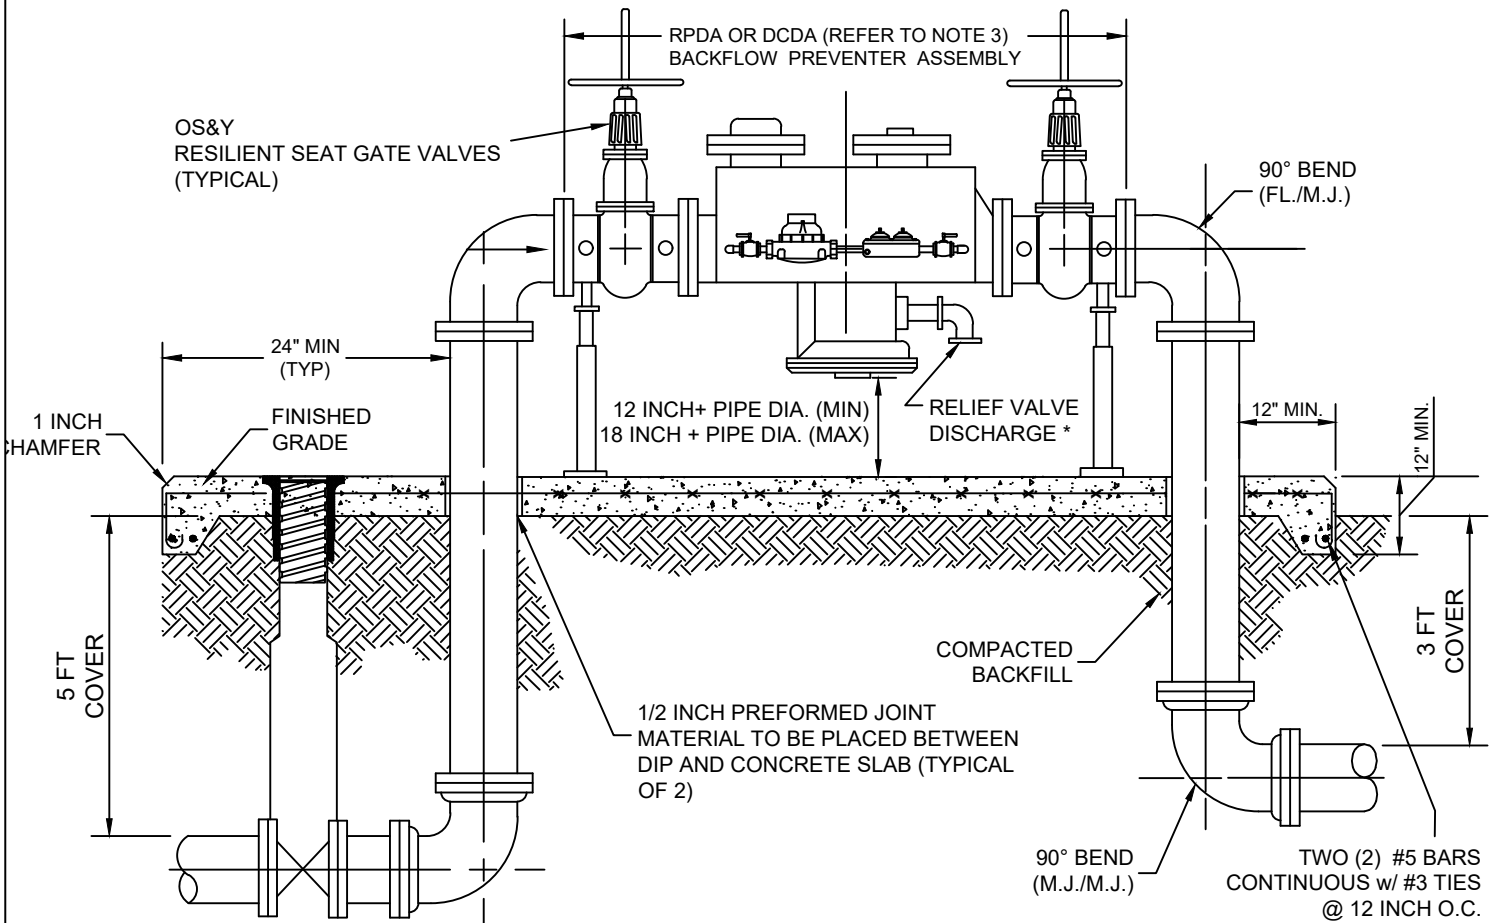 RPDA OR DCDA (REFER TO NOTE 3)
BACKFLOW PREVENTER ASSEMBLY
OS&Y
RESILIENT SEAT GATE VALVES
(TYPICAL)
90° BEND
(FL./M.J.)
24" MIN
(TYP)
1 INCH
CHAMFER
FINISHED
GRADE
12 INCH+ PIPE DIA. (MIN)
18 INCH + PIPE DIA. (MAX)
RELIEF VALVE
DISCHARGE *
12" MIN.
12" MIN.
5 FT
COVER
3 FT
COVER
COMPACTED
BACKFILL
1/2 INCH PREFORMED JOINT
MATERIAL TO BE PLACED BETWEEN
DIP AND CONCRETE SLAB (TYPICAL
OF 2)
90° BEND
(M.J./M.J.)
TWO (2) #5 BARS
CONTINUOUS w/ #3 TIES
@ 12 INCH O.C.